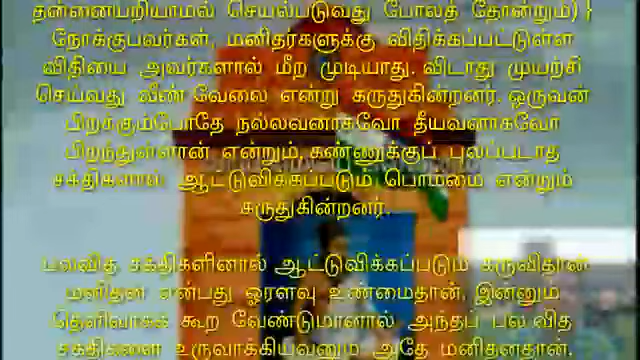 தன்னையறியாமல் செயல்படுவது போலத் தோன்றும்) }
நோக்குபவர்கள், மனிதர்களுக்கு விதிக்கப்பட்டுள்ள
விதியை அவர்களால் மீற முடியாது. விடாது முயற்சி
செய்வது வீண் வேலை என்று கருதுகின்றனர். ஒருவன்
பிறக்கும்போதே நல்லவனாகவோ தீயவனாகவோ
பிறந்துள்ளான் என்றும், கண்ணுக்குப் புலப்படாத
சக்திகளால் ஆட்டுவிக்கப்படும் பொம்மை என்றும்
கருதுகின்றனர்.
பலவித சக்திகளினால் ஆட்டுவிக்கப்படும் கருவிதான்
மனிதன் என்பது ஓரளவு உண்மைதான், இன்னும்
தெளிவாகக் கூற வேண்டுமானால் அந்தப் பல வித
சக்திகளை உருவாக்கியவனும் அதே மனிதன்தான்.